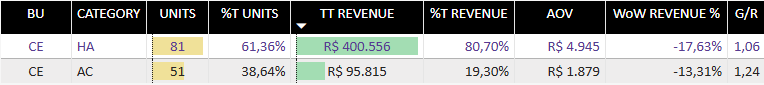 BU CATEGORY UNITS %T UNITS TT REVENUE %T REVENUE AOV WoW REVENUE % G/R
CE HA 81 61,36% R$ 400.556 80,70% R$ 4.945 -17,63% 1,06
CE AC 51 38,64% R$ 95.815 19,30% R$ 1.879 -13,31% 1,24